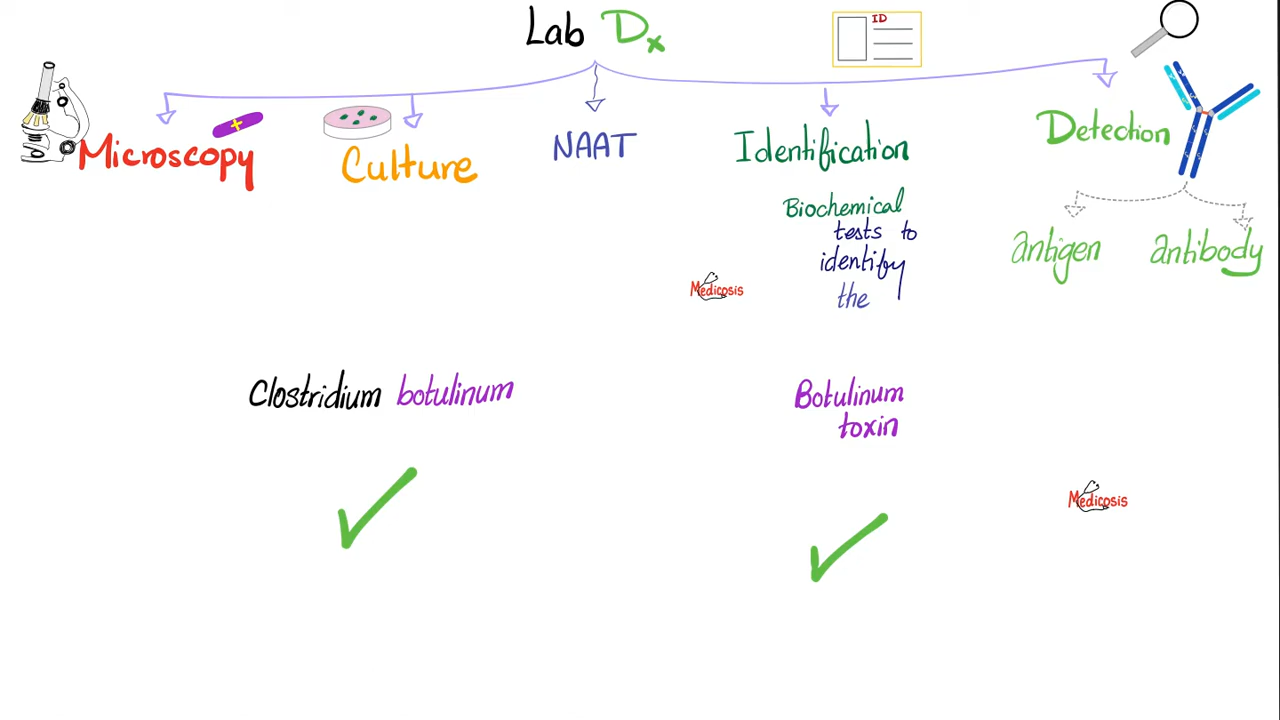 Lab Dx
ID
Microscopy
Culture
NAAT
Identification
Detection
Biochemical
tests to
identify
the
antigen
antibody
Medicosis
Clostridium botulinum
Botulinum
toxin
Medicosis